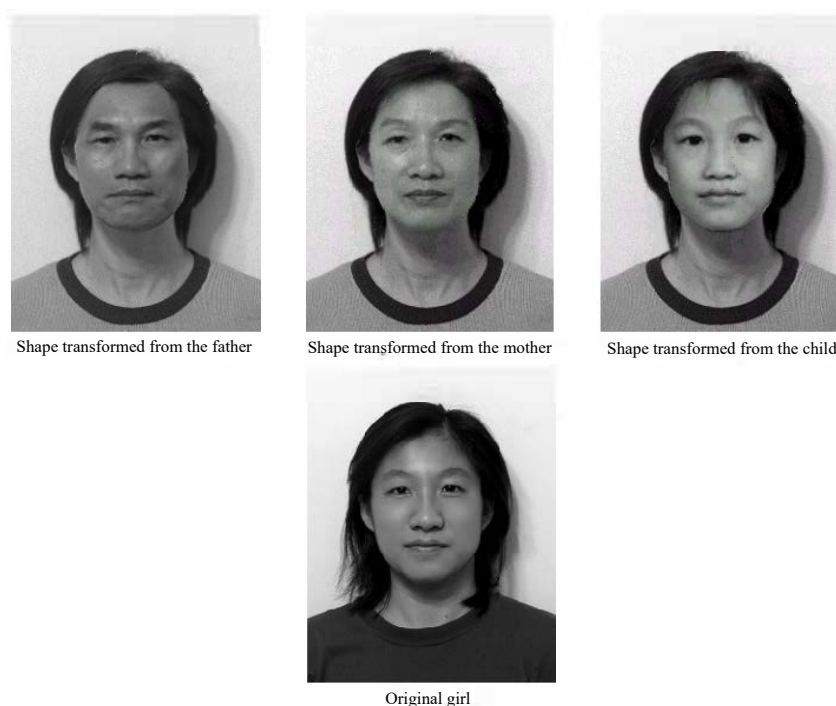 Shape transformed from the father
Shape transformed from the mother
Shape transformed from the child
Original girl